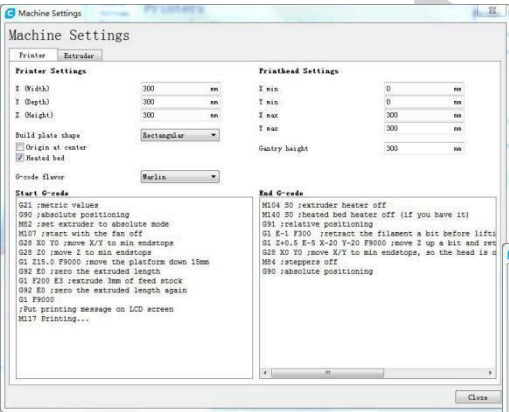 Machine Settings
Machine Settings
Printer Extruder
Printer Settings
X (Width) 300 mm
Y (Depth) 300 mm
Z (Height) 300 mm
Build plate shape Rectangular
Origin at center
Heated bed
G-code flavor Marlin
Printhead Settings
X min 0 mm
Y min 0 mm
X max 300 mm
Y max 300 mm
Gantry height 300 mm
Start G-code
G21 ;metric values
G90 ;absolute positioning
M82 ;set extruder to absolute mode
M107 ;start with the fan off
G28 X0 Y0 ;move X/Y to min endstops
G28 Z0 ;move Z to min endstops
G1 Z15.0 F9000 ;move the platform down 15mm
G92 E0 ;zero the extruded length
G1 F200 E3 ;extrude 3mm of feed stock
G92 E0 ;zero the extruded length again
G1 F9000
;Put printing message on LCD screen
M117 Printing...
End G-code
M104 S0 ;extruder heater off
M140 S0 ;heated bed heater off (if you have it)
G91 ;relative positioning
G1 E-1 F300 ;retract the filament a bit before lifti
G1 Z+0.5 E-5 X-20 Y-20 F9000 ;move Z up a bit and ret
G28 X0 Y0 ;move X/Y to min endstops, so the head is o
M84 ;steppers off
G90 ;absolute positioning
Close